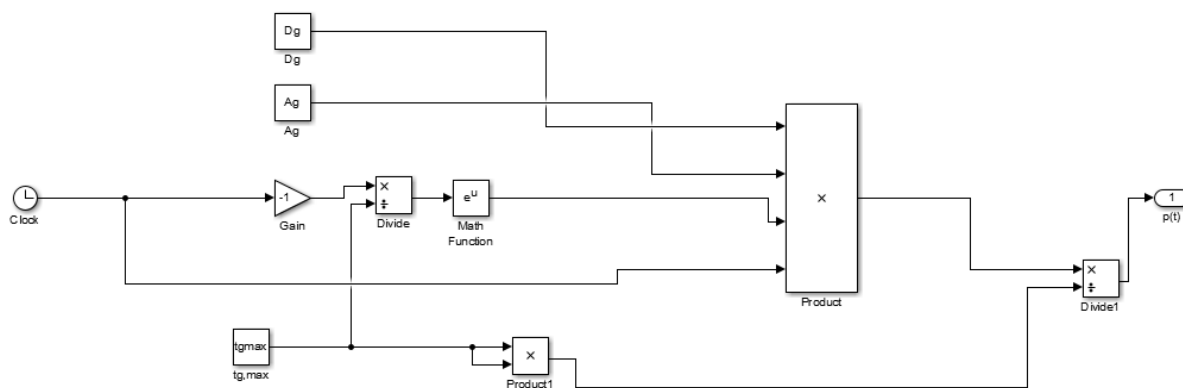 Dg
Dg
Ag
Ag
Clock
-1
Gain
×
÷
Divide
e^u
Math
Function
×
Product
1
p(t)
×
÷
Divide1
tgmax
tg,max
×
Product1